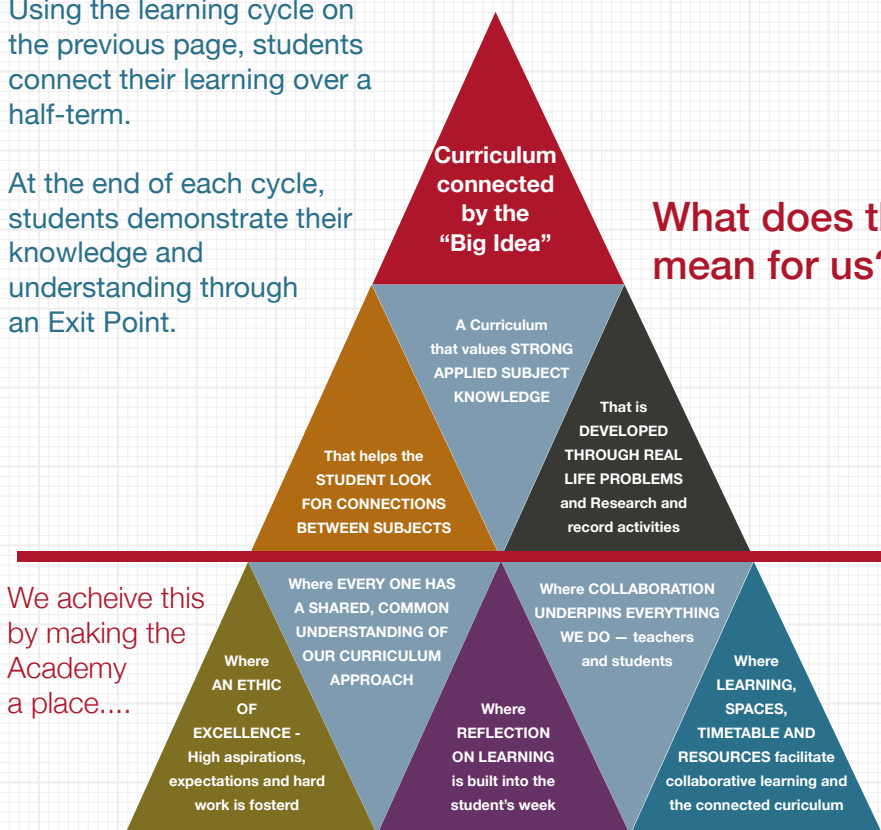 Using the learning cycle on
the previous page, students
connect their learning over a
half-term.
At the end of each cycle,
students demonstrate their
knowledge and
understanding through
an Exit Point.
Curriculum
connected
by the
“Big Idea”
What does
mean for us?
A Curriculum
that values STRONG
APPLIED SUBJECT
KNOWLEDGE
That helps the
STUDENT LOOK
FOR CONNECTIONS
BETWEEN SUBJECTS
That is
DEVELOPED
THROUGH REAL
LIFE PROBLEMS
and Research and
record activities
We acheive this
by making the
Academy
a place....
Where
AN ETHIC
OF
EXCELLENCE -
High aspirations,
expectations and hard
work is fosterd
Where EVERY ONE HAS
A SHARED, COMMON
UNDERSTANDING OF
OUR CURRICULUM
APPROACH
Where
REFLECTION
ON LEARNING
is built into the
student’s week
Where COLLABORATION
UNDERPINS EVERYTHING
WE DO — teachers
and students
Where
LEARNING,
SPACES,
TIMETABLE AND
RESOURCES facilitate
collaborative learning and
the connected curiculum